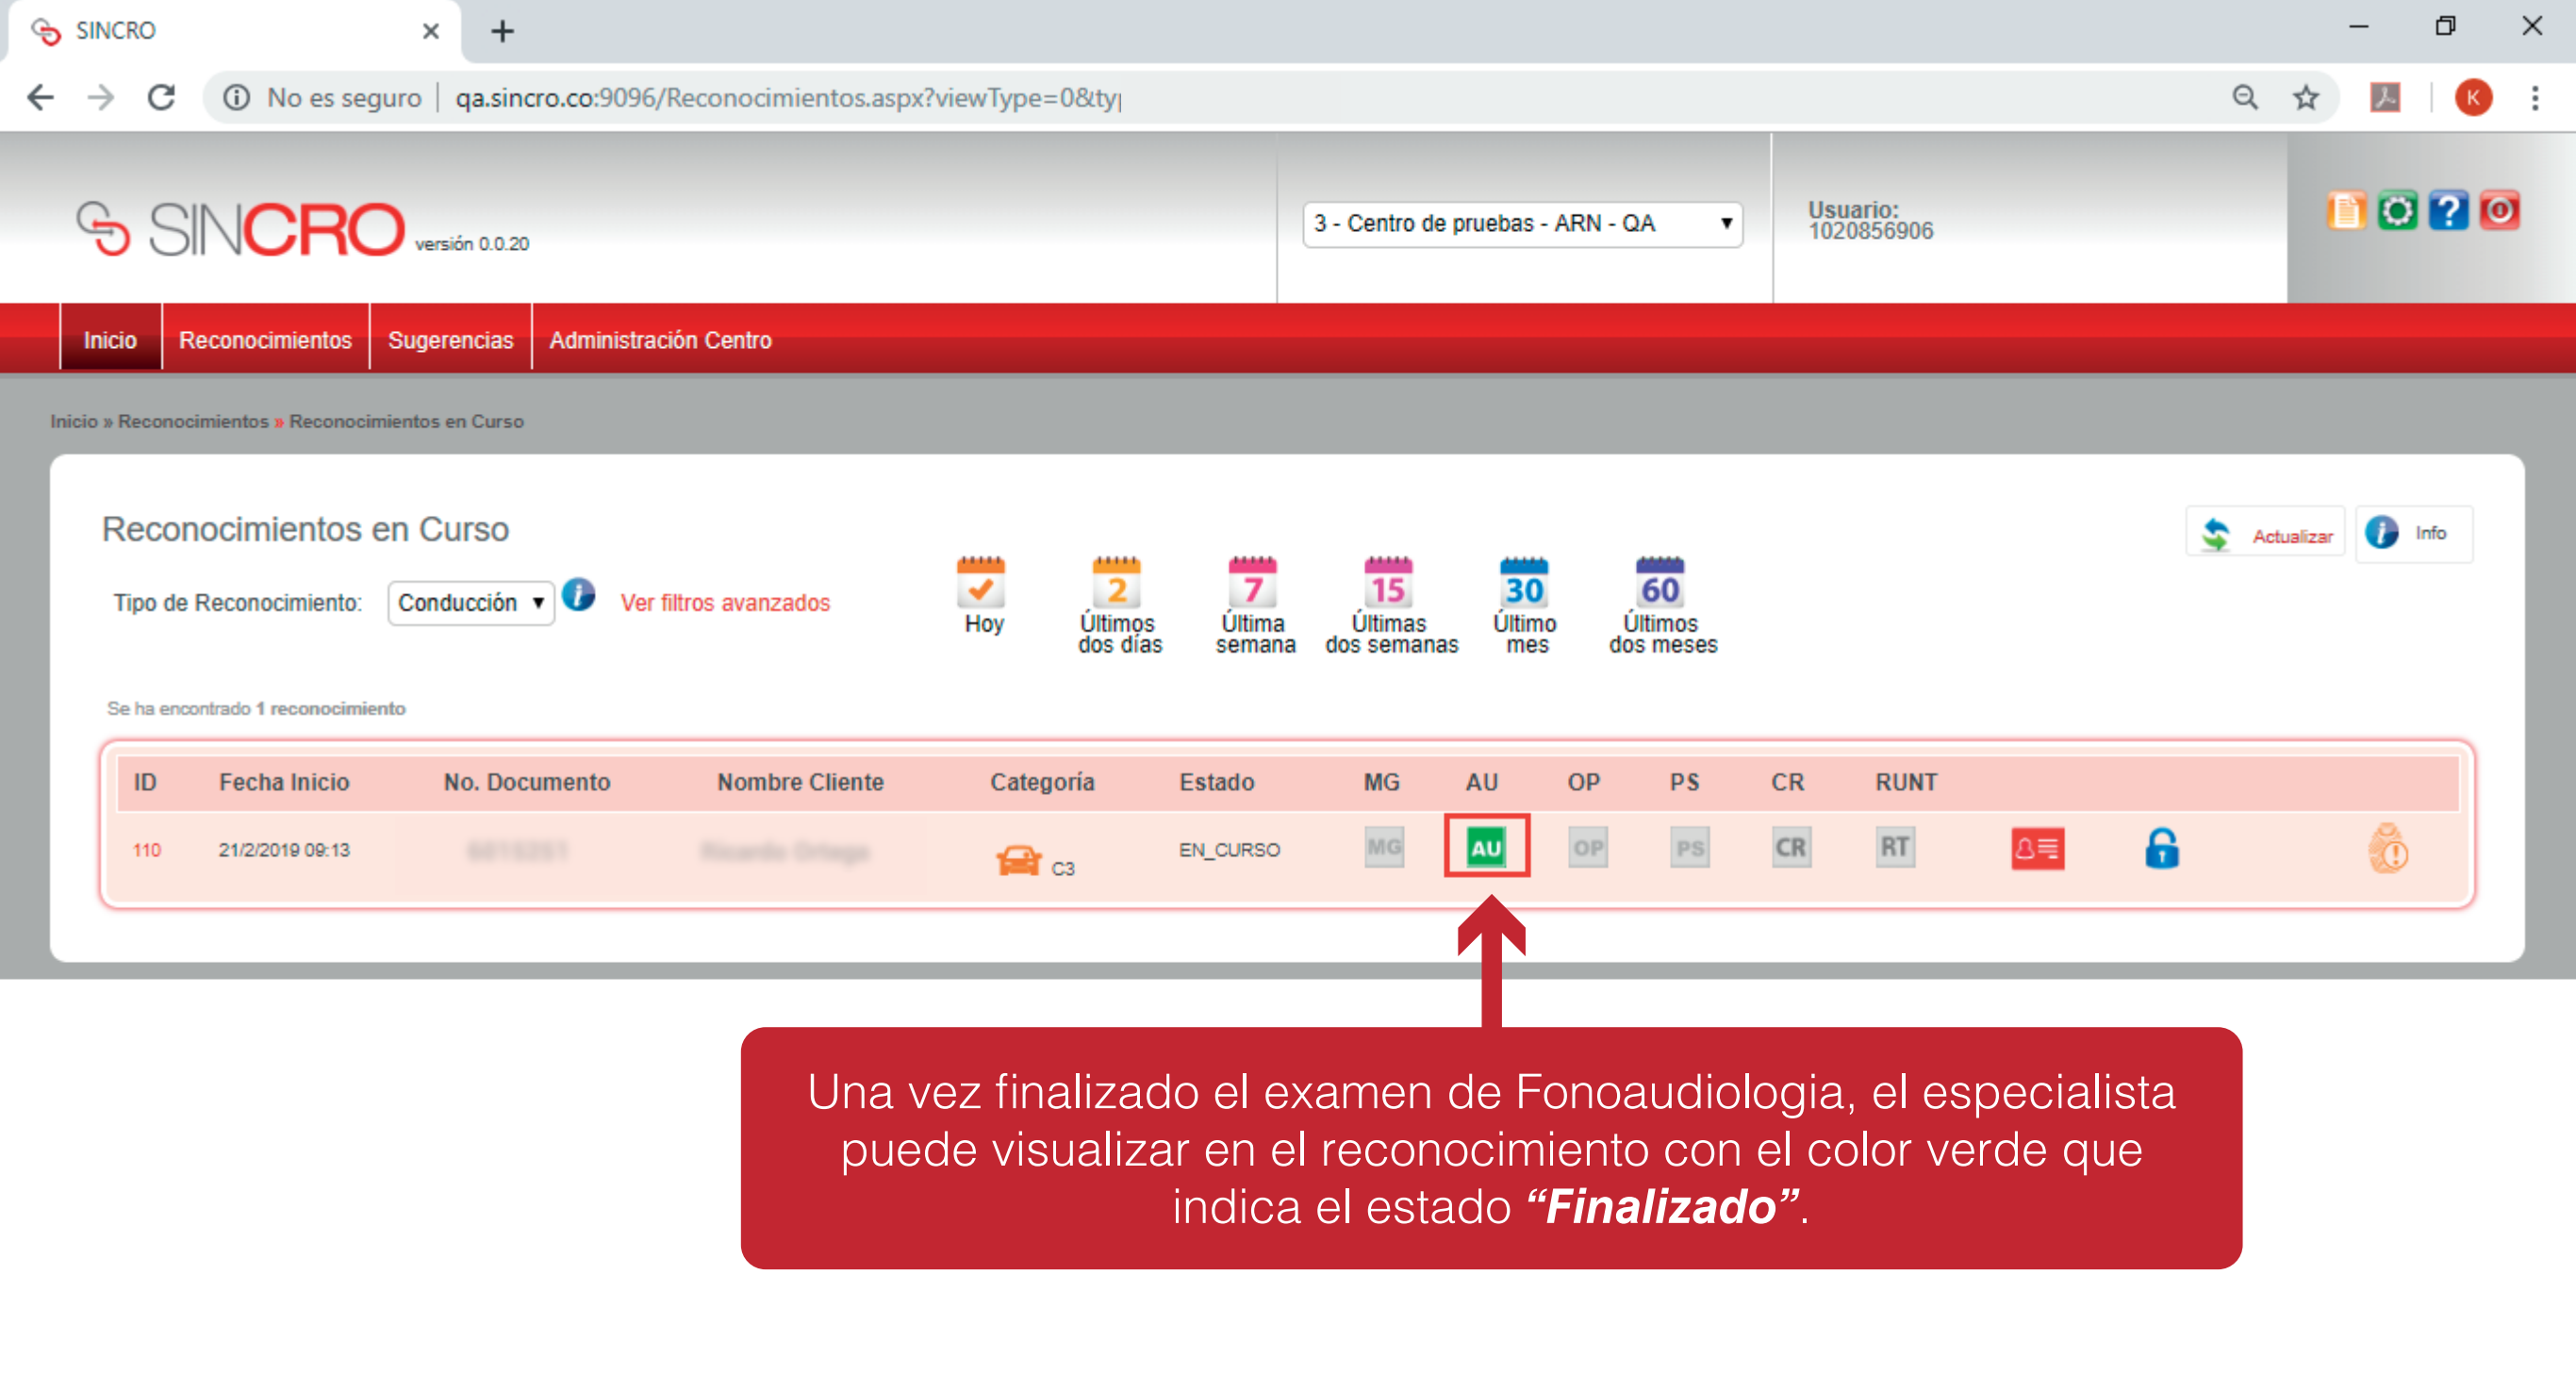 SINCRO
No es seguro | qa.sincro.co:9096/Reconocimientos.aspx?viewType=0&ty
K
SINCRO versión 0.0.20
3 - Centro de pruebas - ARN - QA
Usuario:
1020856906
Inicio Reconocimientos Sugerencias Administración Centro
Inicio » Reconocimientos » Reconocimientos en Curso
Reconocimientos en Curso
Actualizar
Info
Tipo de Reconocimiento: Conducción Ver filtros avanzados
Hoy
2 Últimos dos días
7 Última semana
15 Últimas dos semanas
30 Último mes
60 Últimos dos meses
Se ha encontrado 1 reconocimiento
ID Fecha Inicio No. Documento Nombre Cliente Categoría Estado MG AU OP PS CR RUNT
110 21/2/2019 09:13 C3 EN_CURSO MG AU OP PS CR RT
Una vez finalizado el examen de Fonoaudiologia, el especialista
puede visualizar en el reconocimiento con el color verde que
indica el estado “Finalizado”.